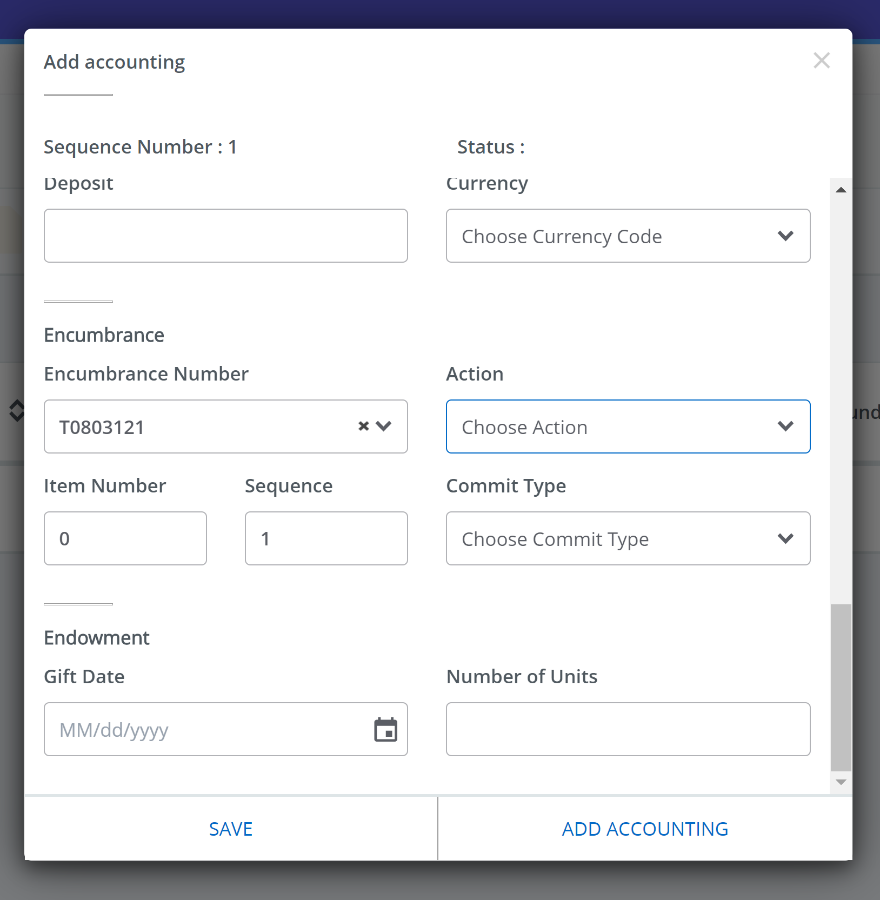 Add accounting
Sequence Number : 1 Status :
Deposit Currency
Choose Currency Code
Encumbrance
Encumbrance Number Action
T0803121 Choose Action
Item Number Sequence Commit Type
0 1 Choose Commit Type
Endowment
Gift Date Number of Units
MM/dd/yyyy
SAVE ADD ACCOUNTING